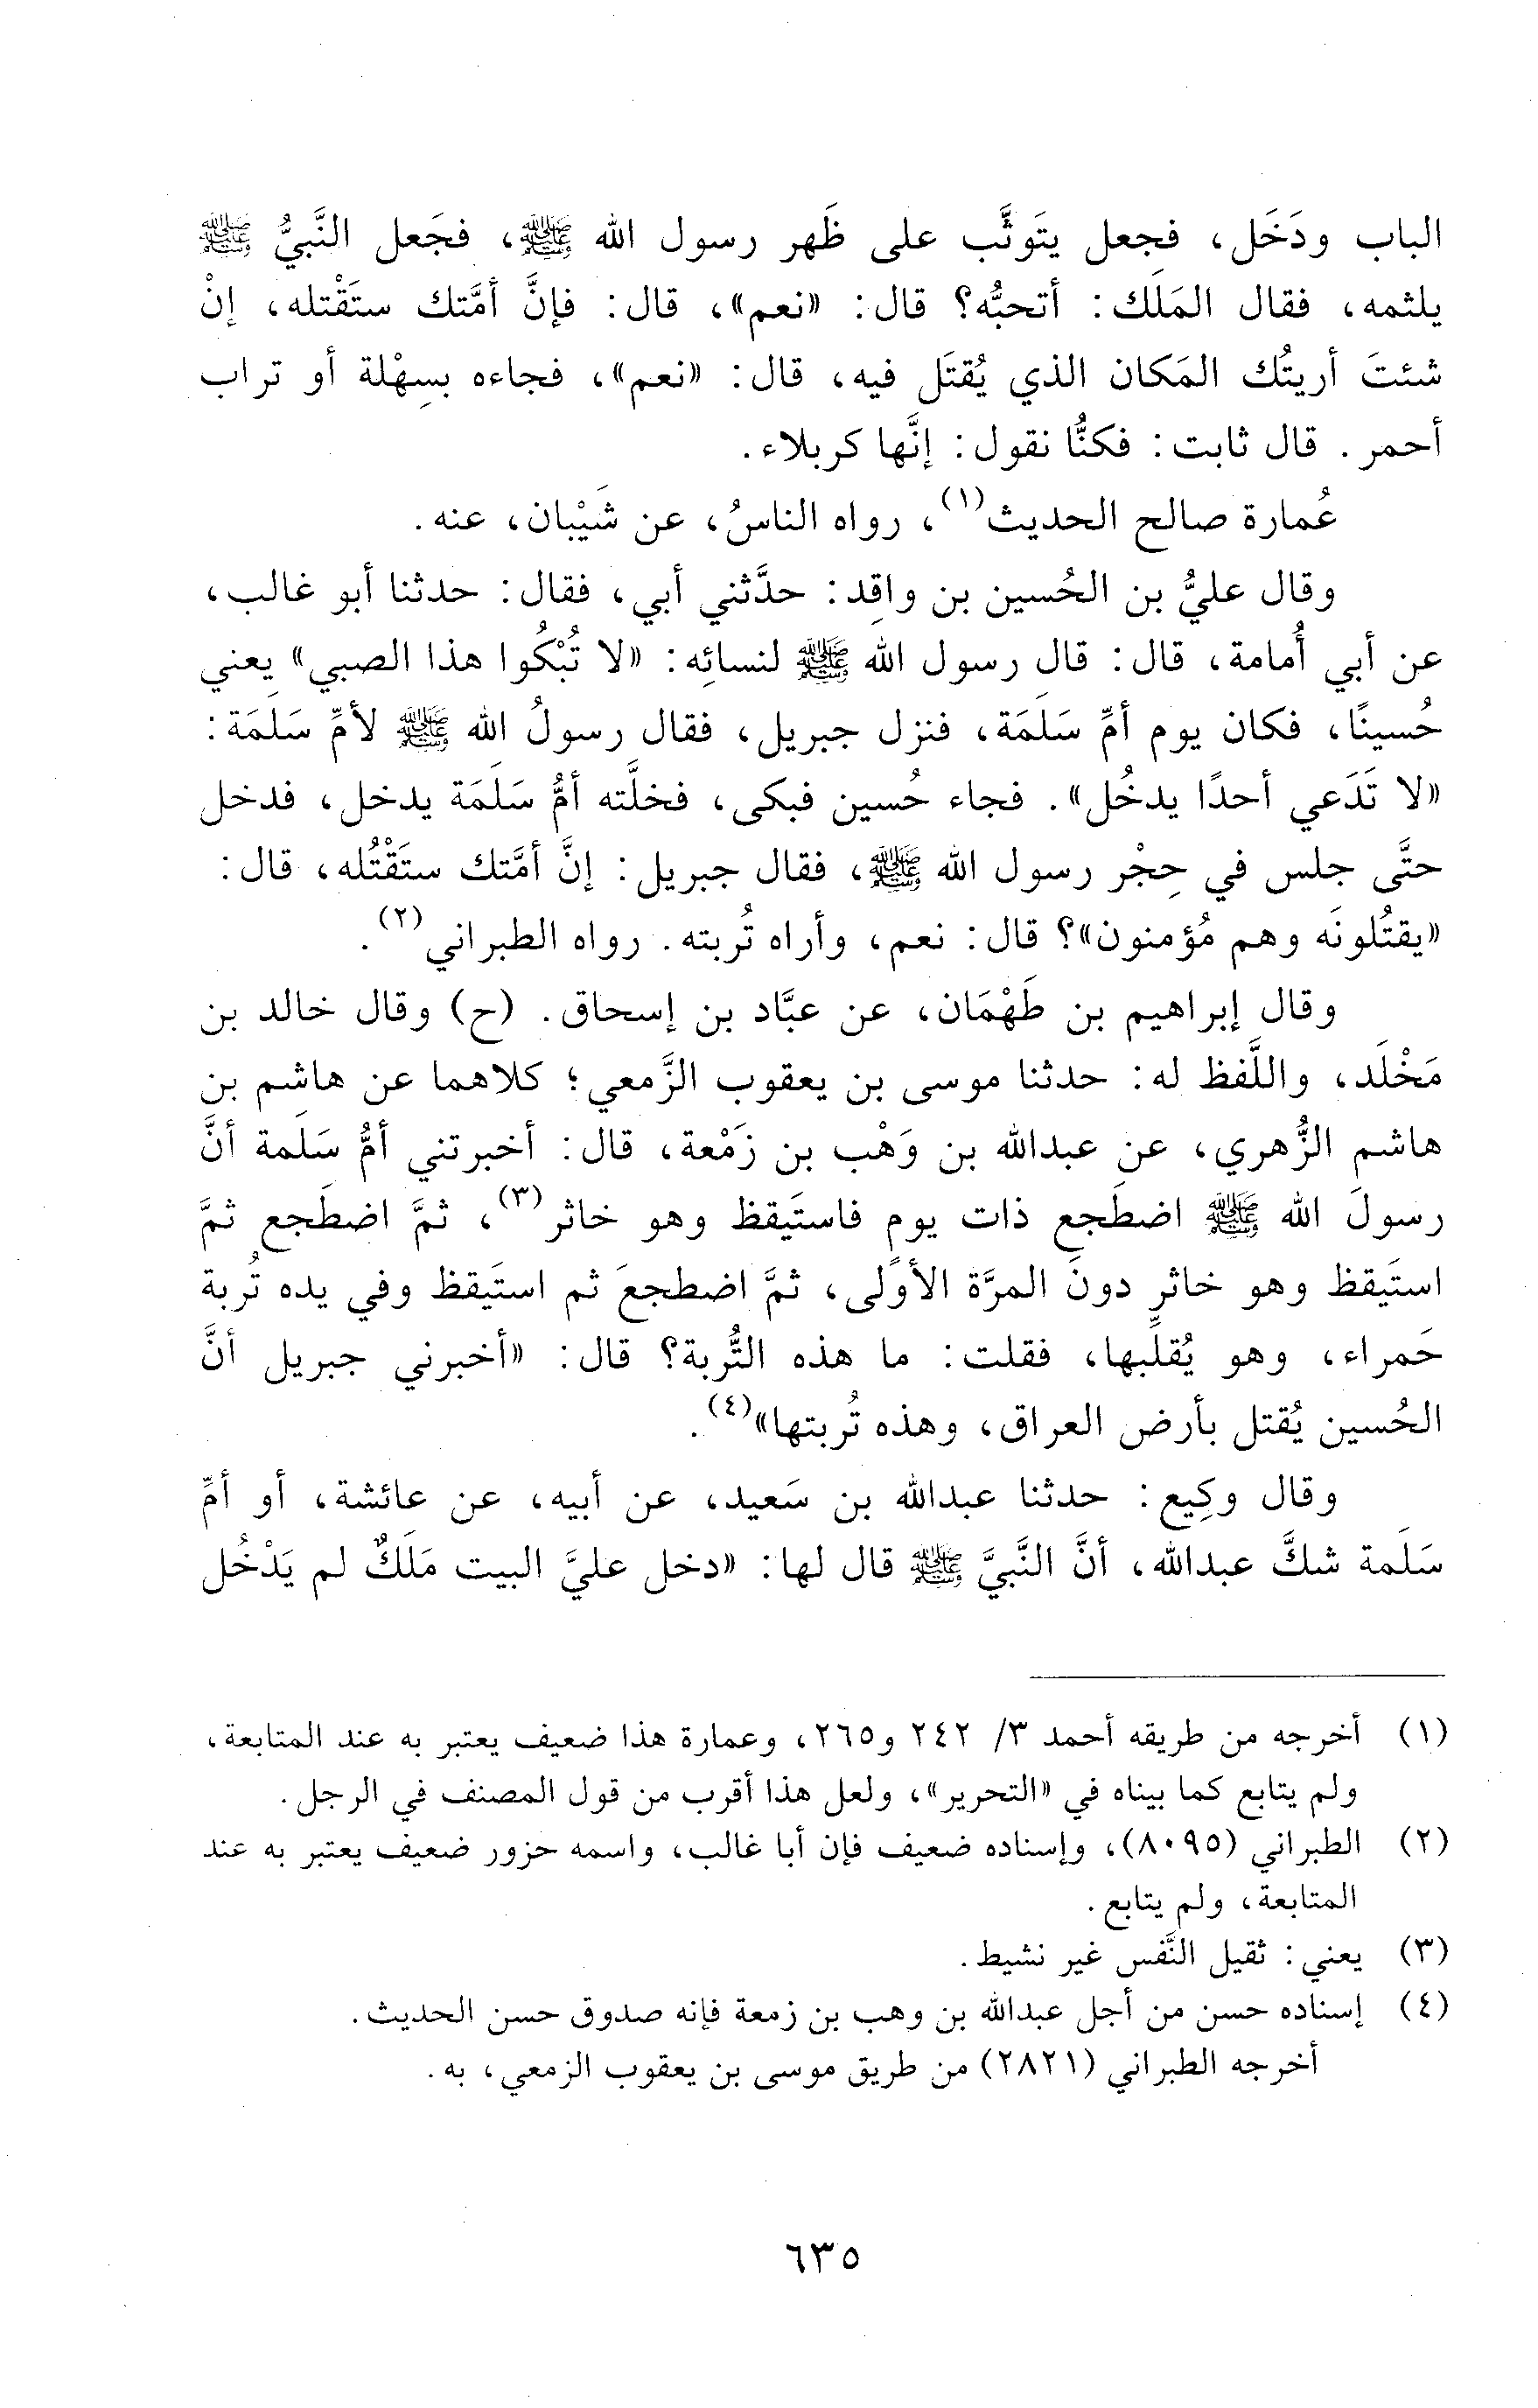 الباب ودَخَل، فجعل يتَوثَّب على ظَهر رسول الله ﷺ، فجَعل النَّبيُّ ﷺ
يلثمه، فقال المَلَك: أتحبُّه؟ قال: «نعم»، قال: فإنَّ أمَّتك ستَقْتله، إنْ
شئتَ أريتُك المَكان الذي يُقتَل فيه، قال: «نعم»، فجاءه بسِهْلة أو تراب
أحمر. قال ثابت: فكنَّا نقول: إنَّها كربلاء.
عُمارة صالح الحديث(١)، رواه الناسُ، عن شَيْبان، عنه.
وقال عليُّ بن الحُسين بن واقِد: حدَّثني أبي، فقال: حدثنا أبو غالب،
عن أبي أُمامة، قال: قال رسول الله ﷺ لنسائِه: «لا تُبْكُوا هذا الصبي» يعني
حُسينًا، فكان يوم أمِّ سَلَمَة، فنزل جبريل، فقال رسولُ الله ﷺ لأمِّ سَلَمَة:
«لا تَدَعي أحدًا يدخُل». فجاء حُسين فبكى، فخلَّته أمُّ سَلَمَة يدخل، فدخل
حتَّى جلس في حِجْر رسول الله ﷺ، فقال جبريل: إنَّ أمَّتك ستَقْتُله، قال:
«يقتُلونَه وهم مُؤمنون»؟ قال: نعم، وأراه تُربته. رواه الطبراني(٢).
وقال إبراهيم بن طَهْمَان، عن عبَّاد بن إسحاق. (ح) وقال خالد بن
مَخْلَد، واللَّفظ له: حدثنا موسى بن يعقوب الزَّمعي؛ كلاهما عن هاشم بن
هاشم الزُّهري، عن عبدالله بن وَهْب بن زَمْعة، قال: أخبرتني أمُّ سَلَمة أنَّ
رسولَ الله ﷺ اضطَجع ذات يوم فاستَيقظ وهو خاثر(٣)، ثمَّ اضطَجع ثمَّ
استَيقظ وهو خاثرٍ دونَ المرَّة الأولَى، ثمَّ اضطجعَ ثم استَيقظ وفي يده تُربة
حَمراء، وهو يُقلِّبها، فقلت: ما هذه التُّربة؟ قال: «أخبرني جبريل أنَّ
الحُسين يُقتل بأرض العراق، وهذه تُربتها»(٤).
وقال وكِيع: حدثنا عبدالله بن سَعيد، عن أبيه، عن عائشة، أو أمِّ
سَلَمة شكَّ عبدالله، أنَّ النَّبيَّ ﷺ قال لها: «دخل عليَّ البيت مَلَكٌ لم يَدْخُل
(١) أخرجه من طريقه أحمد ٣/ ٢٤٢ و٢٦٥، وعمارة هذا ضعيف يعتبر به عند المتابعة،
ولم يتابع كما بيناه في «التحرير»، ولعل هذا أقرب من قول المصنف في الرجل.
(٢) الطبراني (٨٠٩٥)، وإسناده ضعيف فإن أبا غالب، واسمه حزور ضعيف يعتبر به عند
المتابعة، ولم يتابع.
(٣) يعني: ثقيل النَّفس غير نشيط.
(٤) إسناده حسن من أجل عبدالله بن وهب بن زمعة فإنه صدوق حسن الحديث.
أخرجه الطبراني (٢٨٢١) من طريق موسى بن يعقوب الزمعي، به.
٦٣٥